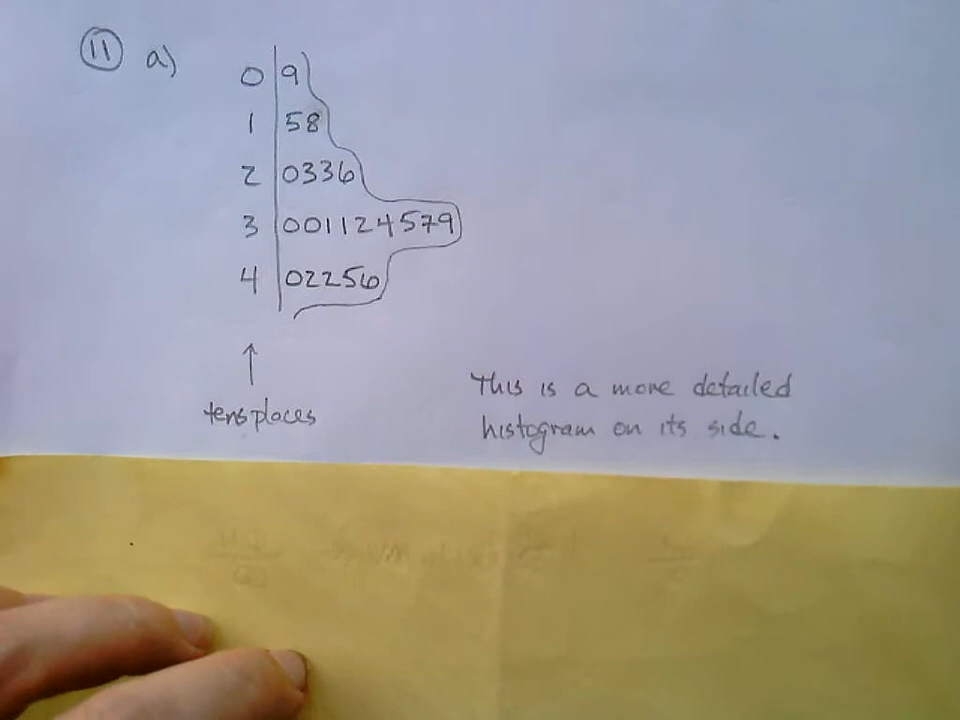 11 a)
0 | 9
1 | 58
2 | 0336
3 | 001124579
4 | 02256
↑
tens places
This is a more detailed
histogram on its side.